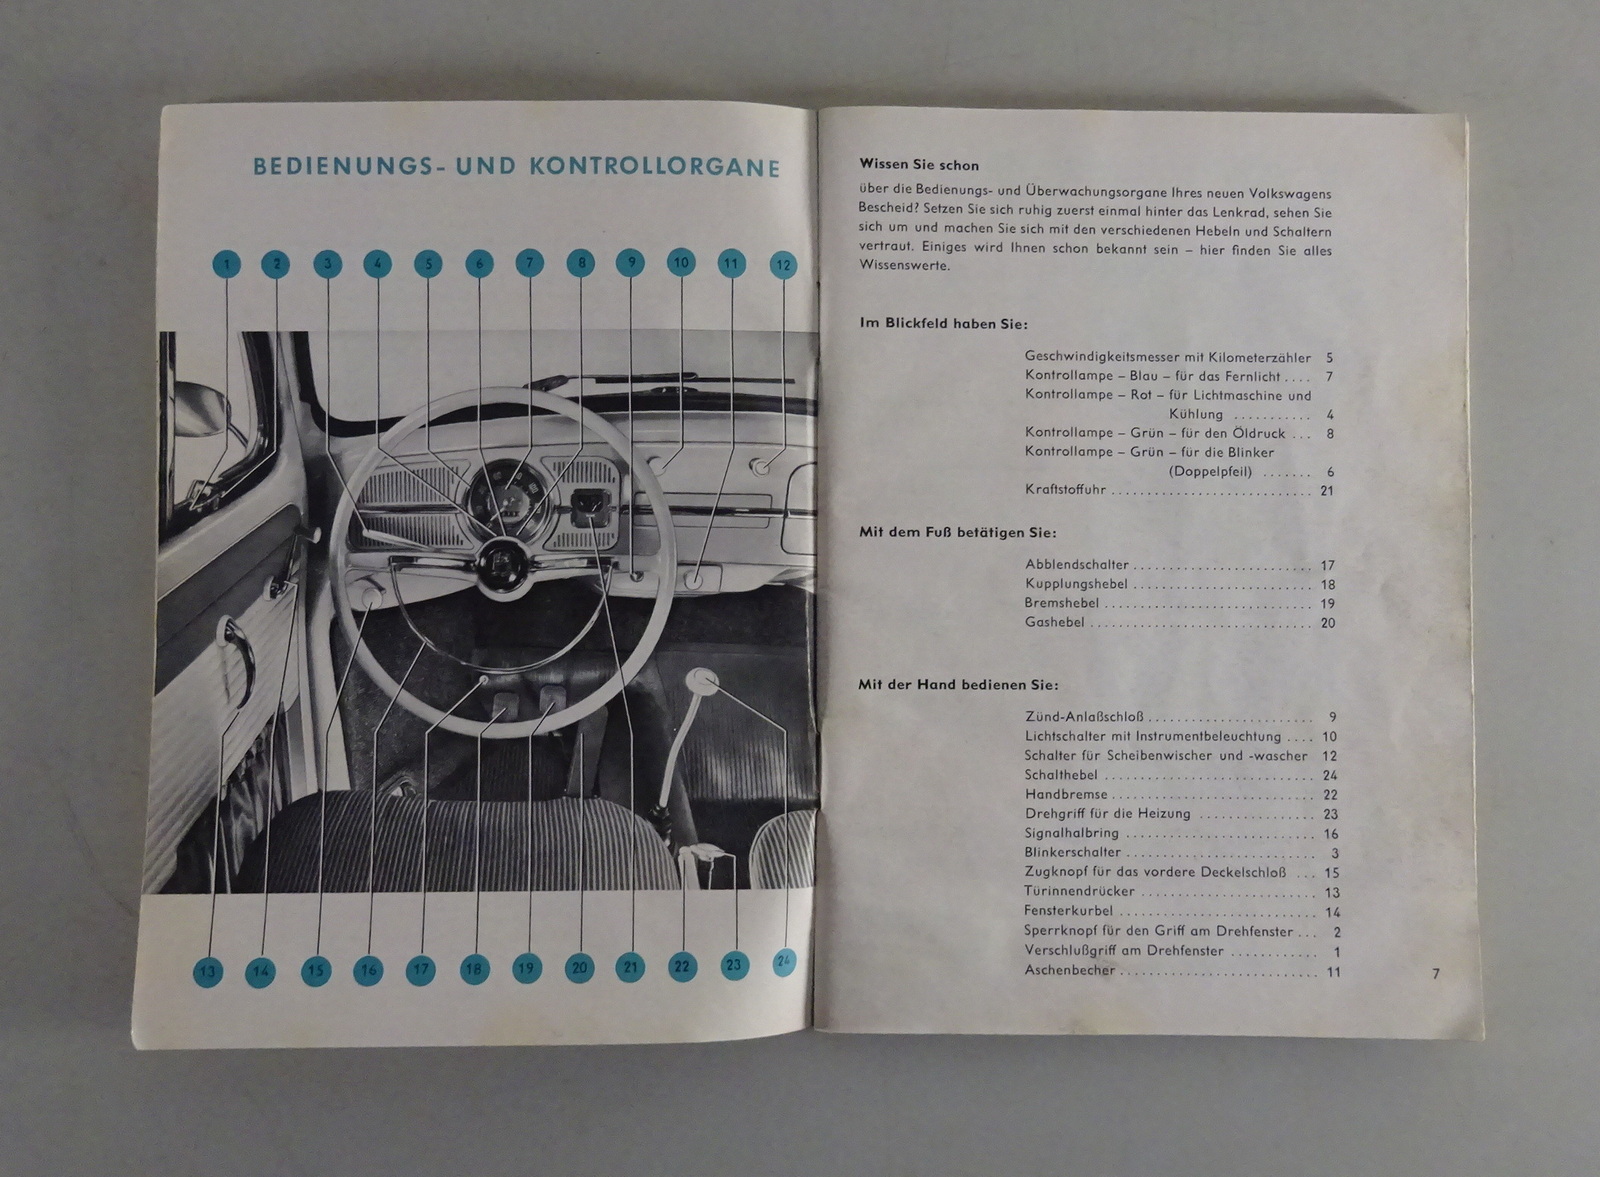 BEDIENUNGS- UND KONTROLLORGANE
1 2 3 4 5 6 7 8 9 10 11 12
13 14 15 16 17 18 19 20 21 22 23 24
Wissen Sie schon
über die Bedienungs- und Überwachungsorgane Ihres neuen Volkswagens
Bescheid? Setzen Sie sich ruhig zuerst einmal hinter das Lenkrad, sehen Sie
sich um und machen Sie sich mit den verschiedenen Hebeln und Schaltern
vertraut. Einiges wird Ihnen schon bekannt sein – hier finden Sie alles
Wissenswerte.
Im Blickfeld haben Sie:
Geschwindigkeitsmesser mit Kilometerzähler 5
Kontrollampe – Blau – für das Fernlicht .... 7
Kontrollampe – Rot – für Lichtmaschine und
Kühlung ........... 4
Kontrollampe – Grün – für den Öldruck ... 8
Kontrollampe – Grün – für die Blinker
(Doppelpfeil) ....... 6
Kraftstoffuhr ............................ 21
Mit dem Fuß betätigen Sie:
Abblendschalter ......................... 17
Kupplungshebel ......................... 18
Bremshebel ............................. 19
Gashebel ............................... 20
Mit der Hand bedienen Sie:
Zünd-Anlaßschloß ....................... 9
Lichtschalter mit Instrumentbeleuchtung .... 10
Schalter für Scheibenwischer und -wascher 12
Schalthebel ............................. 24
Handbremse ............................ 22
Drehgriff für die Heizung ................ 23
Signalhalbring .......................... 16
Blinkerschalter .......................... 3
Zugknopf für das vordere Deckelschloß ... 15
Türinnendrücker ........................ 13
Fensterkurbel ........................... 14
Sperrknopf für den Griff am Drehfenster ... 2
Verschlußgriff am Drehfenster ............ 1
Aschenbecher ........................... 11
7